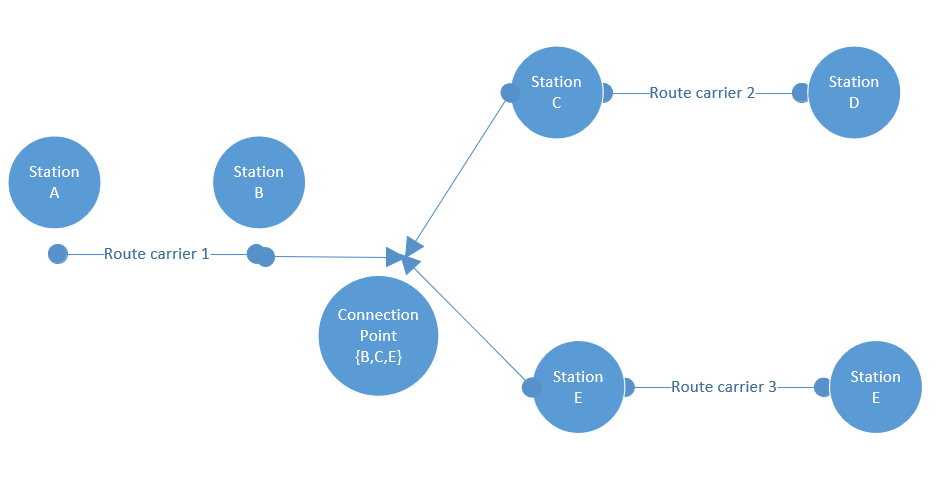 Station
A
Station
B
Route carrier 1
Connection
Point
{B,C,E}
Station
C
Route carrier 2
Station
D
Station
E
Route carrier 3
Station
E